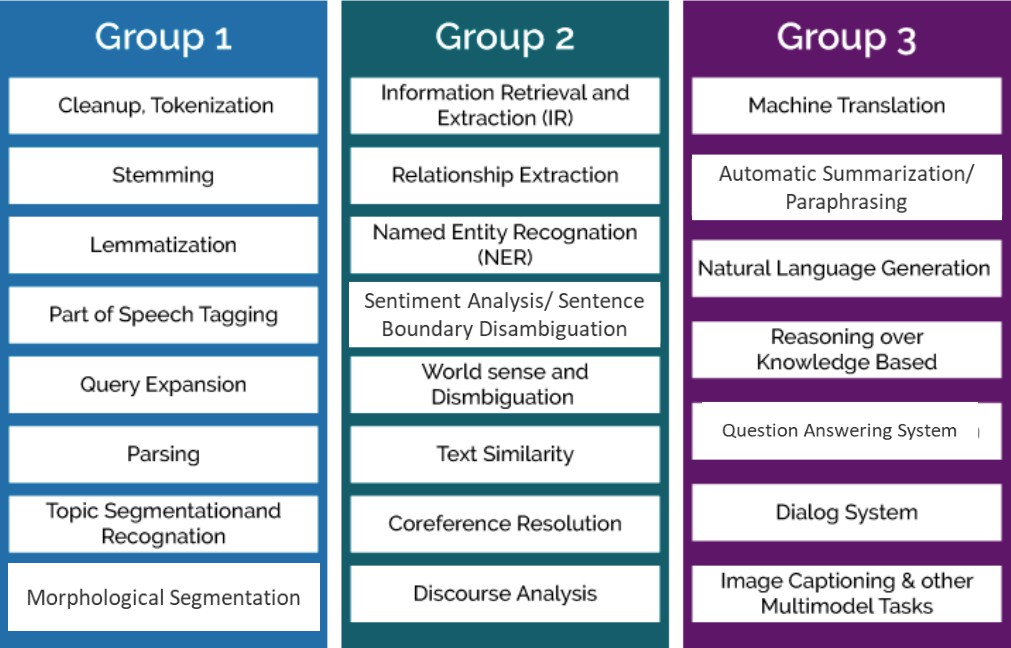 Group 1
Cleanup, Tokenization
Stemming
Lemmatization
Part of Speech Tagging
Query Expansion
Parsing
Topic Segmentationand
Recognation
Morphological Segmentation
Group 2
Information Retrieval and
Extraction (IR)
Relationship Extraction
Named Entity Recognation
(NER)
Sentiment Analysis/ Sentence
Boundary Disambiguation
World sense and
Dismbiguation
Text Similarity
Coreference Resolution
Discourse Analysis
Group 3
Machine Translation
Automatic Summarization/
Paraphrasing
Natural Language Generation
Reasoning over
Knowledge Based
Question Answering System
Dialog System
Image Captioning & other
Multimodel Tasks